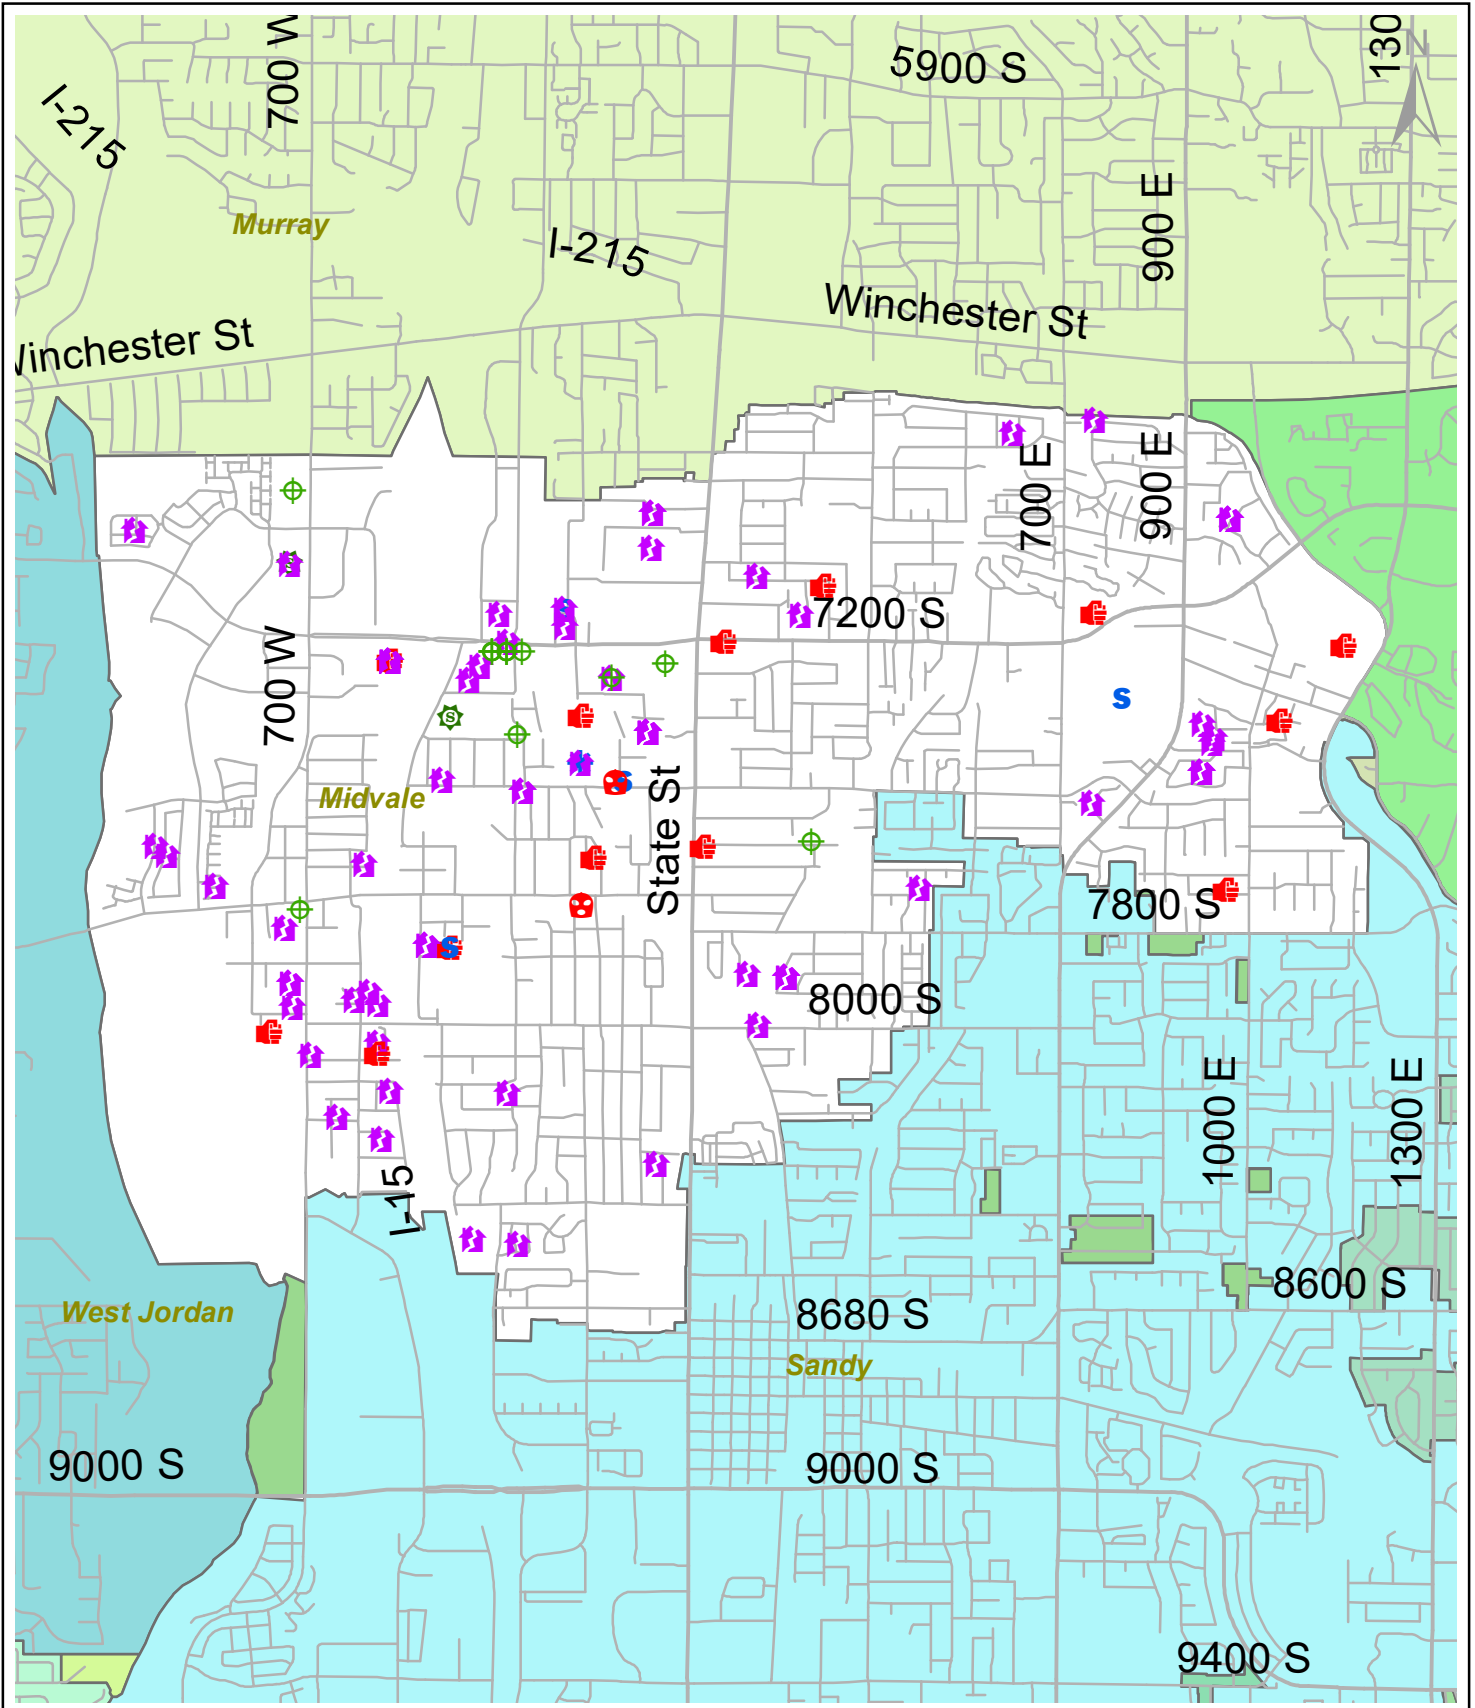 700 W
5900 S
130
N
I-215
900 E
Murray
I-215
Winchester St
Winchester St
700 E
900 E
7200 S
700 W
S
S
S
S
Midvale
State St
7800 S
S
8000 S
1000 E
1300 E
I-15
8600 S
West Jordan
8680 S
Sandy
9000 S
9000 S
9400 S